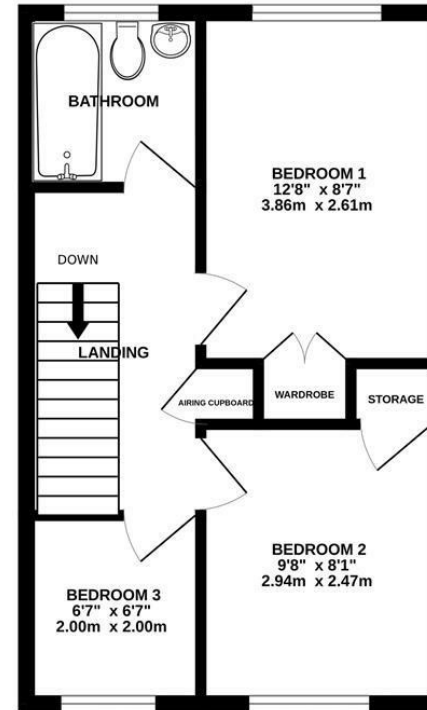 BATHROOM
BEDROOM 1
12'8" x 8'7"
3.86m x 2.61m
DOWN
LANDING
AIRING CUPBOARD
WARDROBE
STORAGE
BEDROOM 2
9'8" x 8'1"
2.94m x 2.47m
BEDROOM 3
6'7" x 6'7"
2.00m x 2.00m